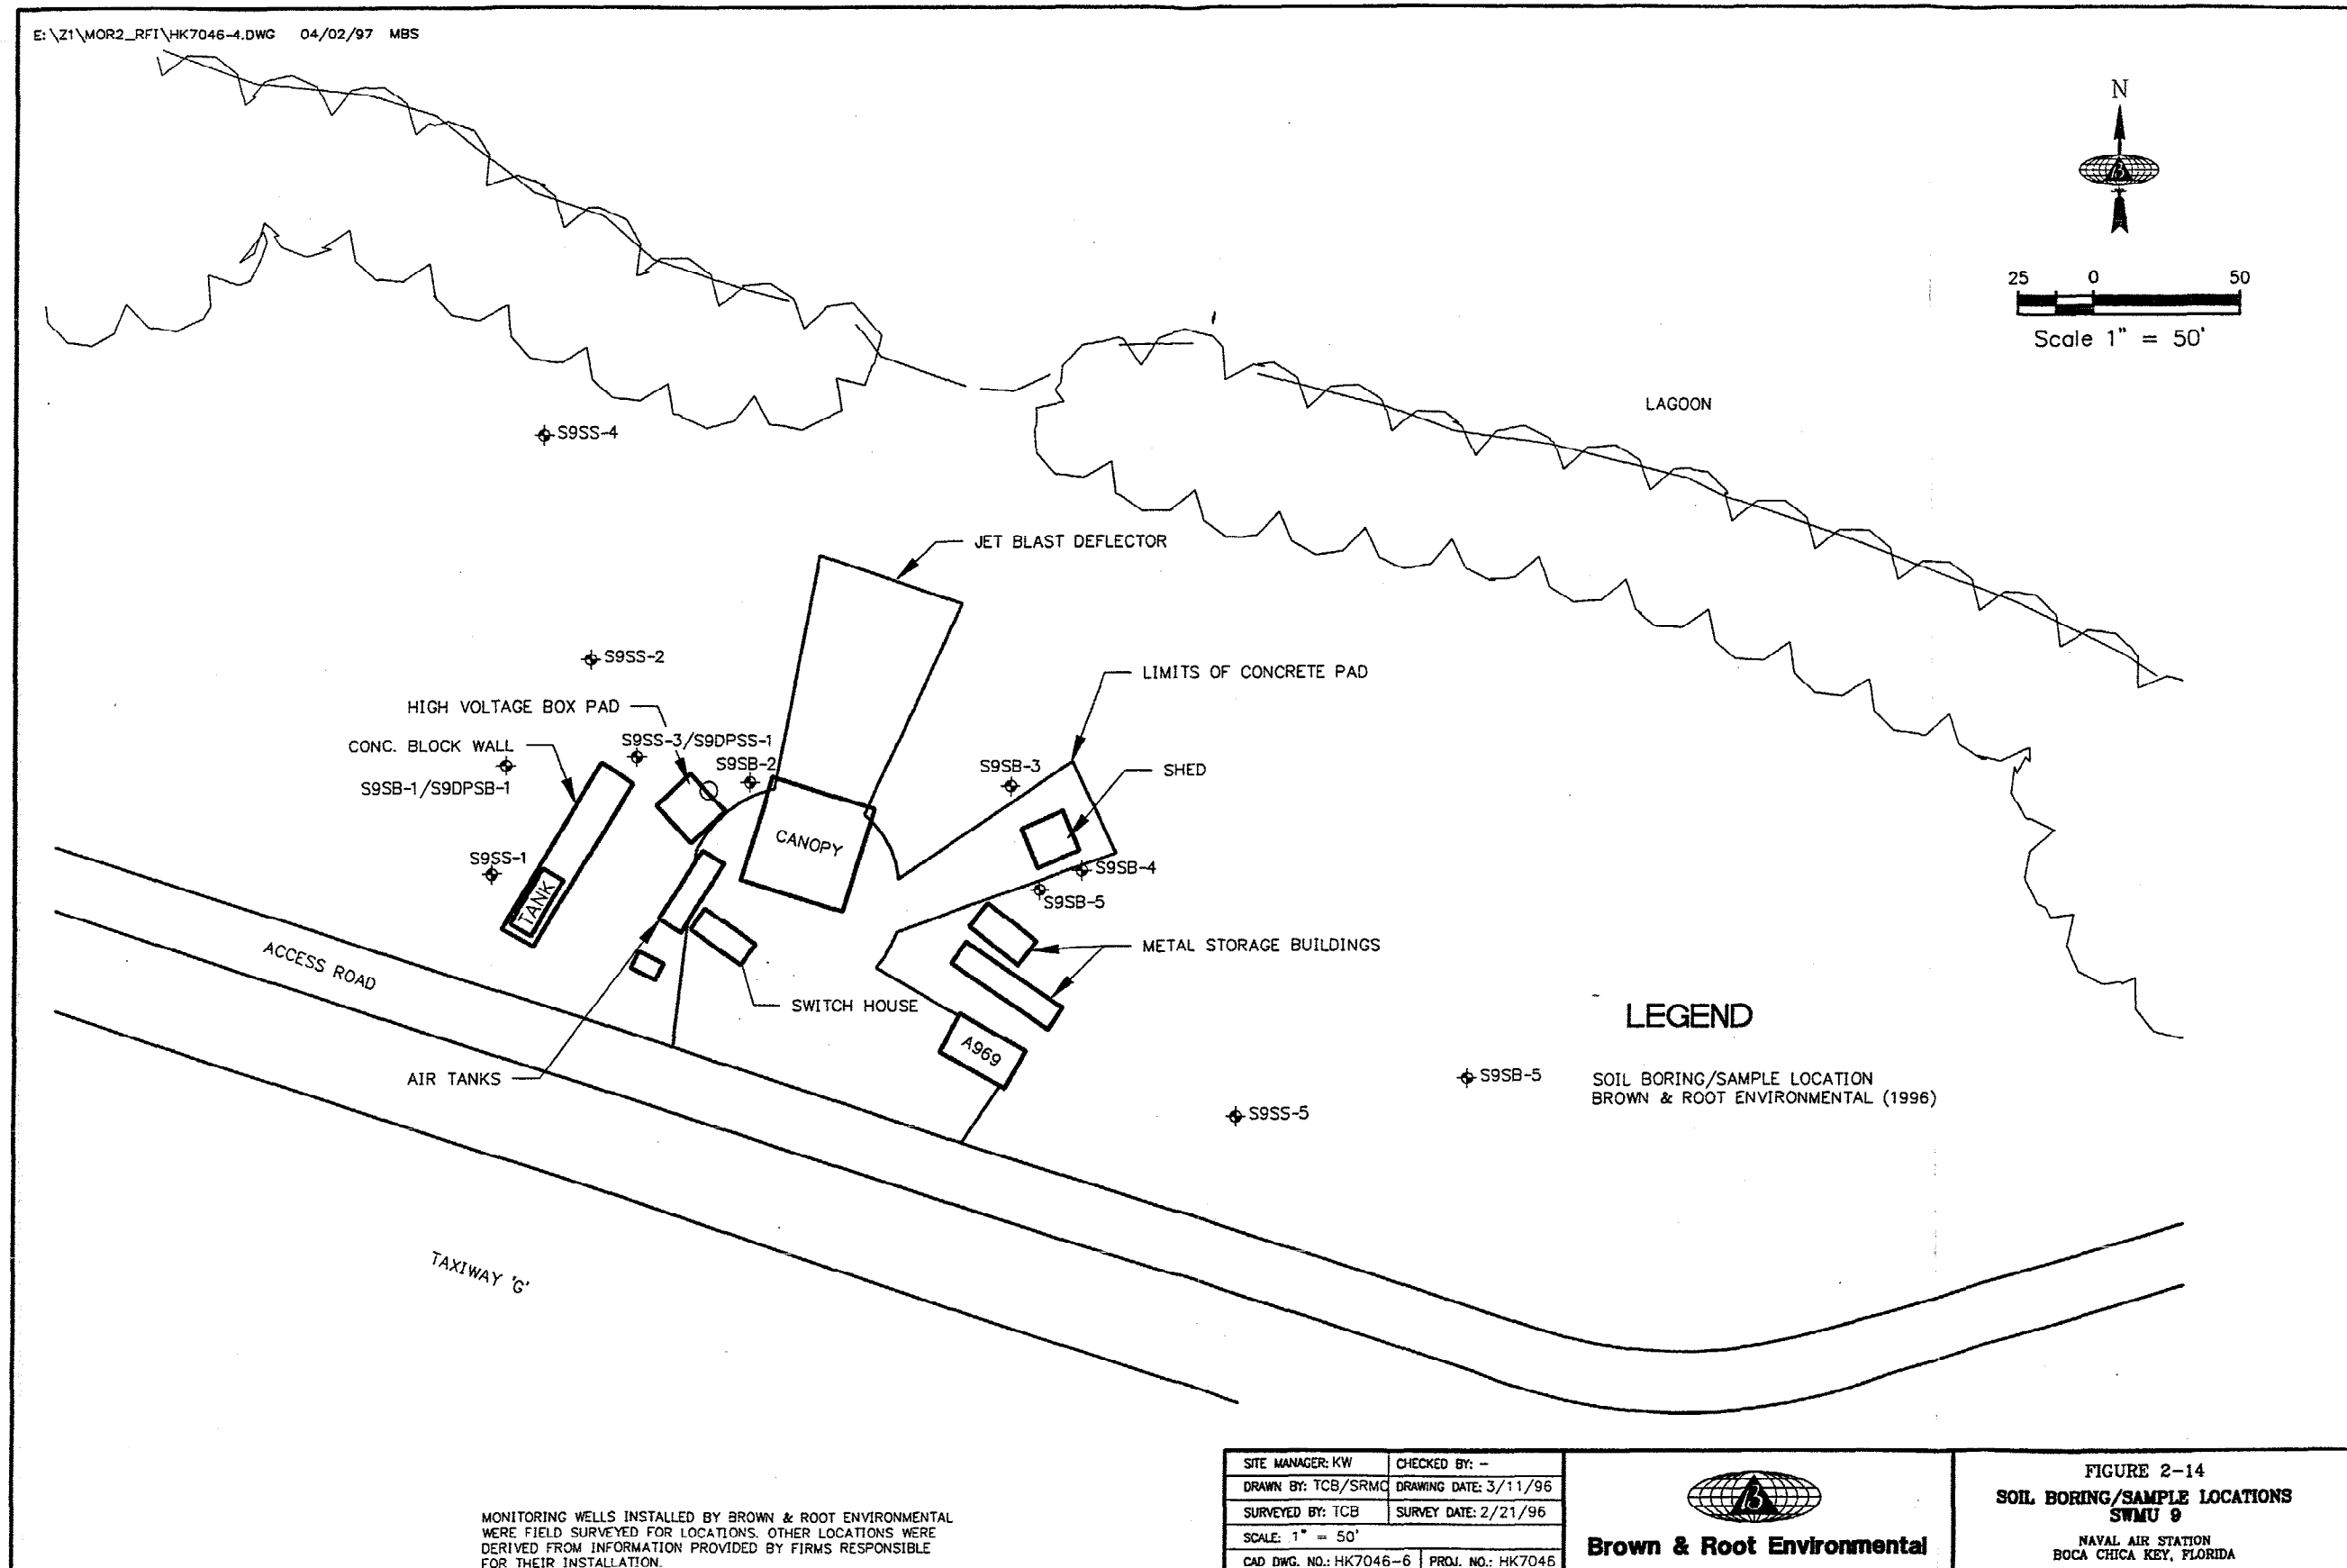 E:\Z1\MOR2_RFI\HK7046-4.DWG 04/02/97 MBS
N
25 0 50
Scale 1" = 50'
LAGOON
S9SS-4
JET BLAST DEFLECTOR
S9SS-2
LIMITS OF CONCRETE PAD
HIGH VOLTAGE BOX PAD
S9SS-3/S9DPSS-1
CONC. BLOCK WALL
S9SB-2
S9SB-3
SHED
S9SB-1/S9DPSB-1
CANOPY
S9SS-1
S9SB-4
TANK
S9SB-5
METAL STORAGE BUILDINGS
ACCESS ROAD
SWITCH HOUSE
A969
AIR TANKS
LEGEND
S9SB-5 SOIL BORING/SAMPLE LOCATION
BROWN & ROOT ENVIRONMENTAL (1996)
S9SS-5
TAXIWAY 'G'
MONITORING WELLS INSTALLED BY BROWN & ROOT ENVIRONMENTAL
WERE FIELD SURVEYED FOR LOCATIONS. OTHER LOCATIONS WERE
DERIVED FROM INFORMATION PROVIDED BY FIRMS RESPONSIBLE
FOR THEIR INSTALLATION.
SITE MANAGER: KW CHECKED BY: -
DRAWN BY: TCB/SRMC DRAWING DATE: 3/11/96
SURVEYED BY: TCB SURVEY DATE: 2/21/96
SCALE: 1" = 50'
CAD DWG. NO.: HK7046-6 PROJ. NO.: HK7046
Brown & Root Environmental
FIGURE 2-14
SOIL BORING/SAMPLE LOCATIONS
SWMU 9
NAVAL AIR STATION
BOCA CHICA KEY, FLORIDA